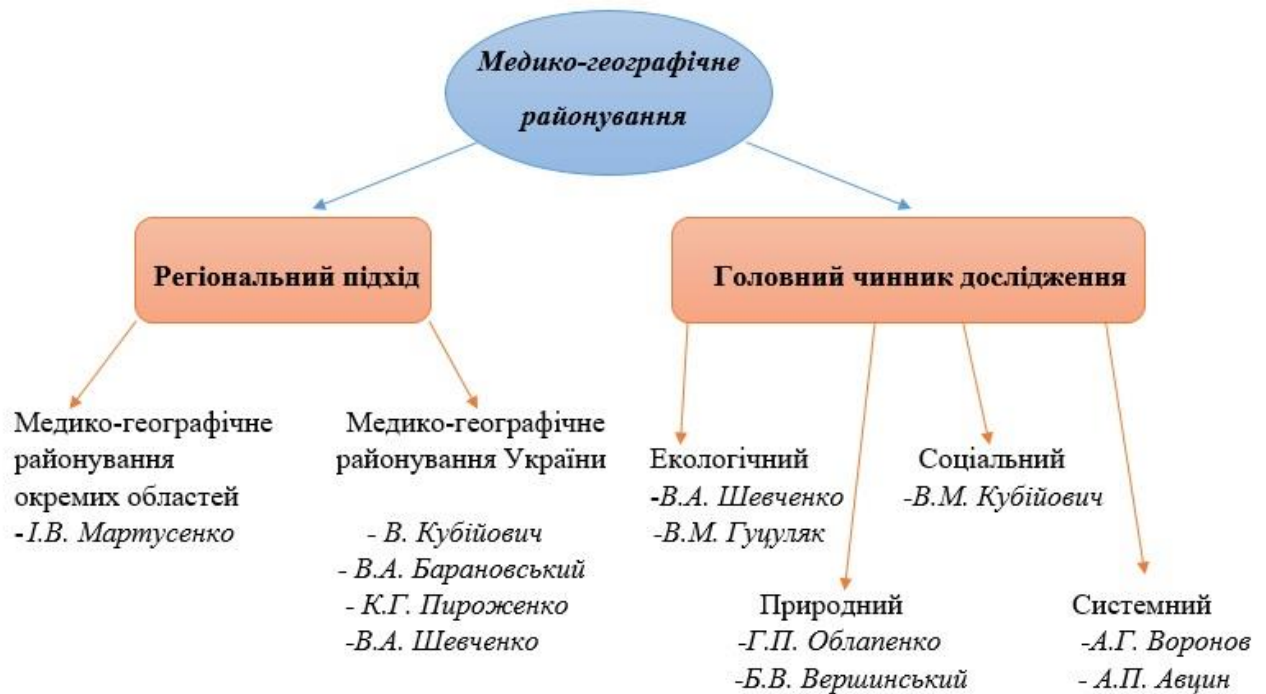 Медико-географічне
районування
Регіональний підхід
Головний чинник дослідження
Медико-географічне
районування
окремих областей
-І.В. Мартусенко
Медико-географічне
районування України
- В. Кубійович
- В.А. Барановський
- К.Г. Пироженко
-В.А. Шевченко
Екологічний
-В.А. Шевченко
-В.М. Гуцуляк
Природний
-Г.П. Облапенко
-Б.В. Вершинський
Соціальний
-В.М. Кубійович
Системний
-А.Г. Воронов
- А.П. Авцин